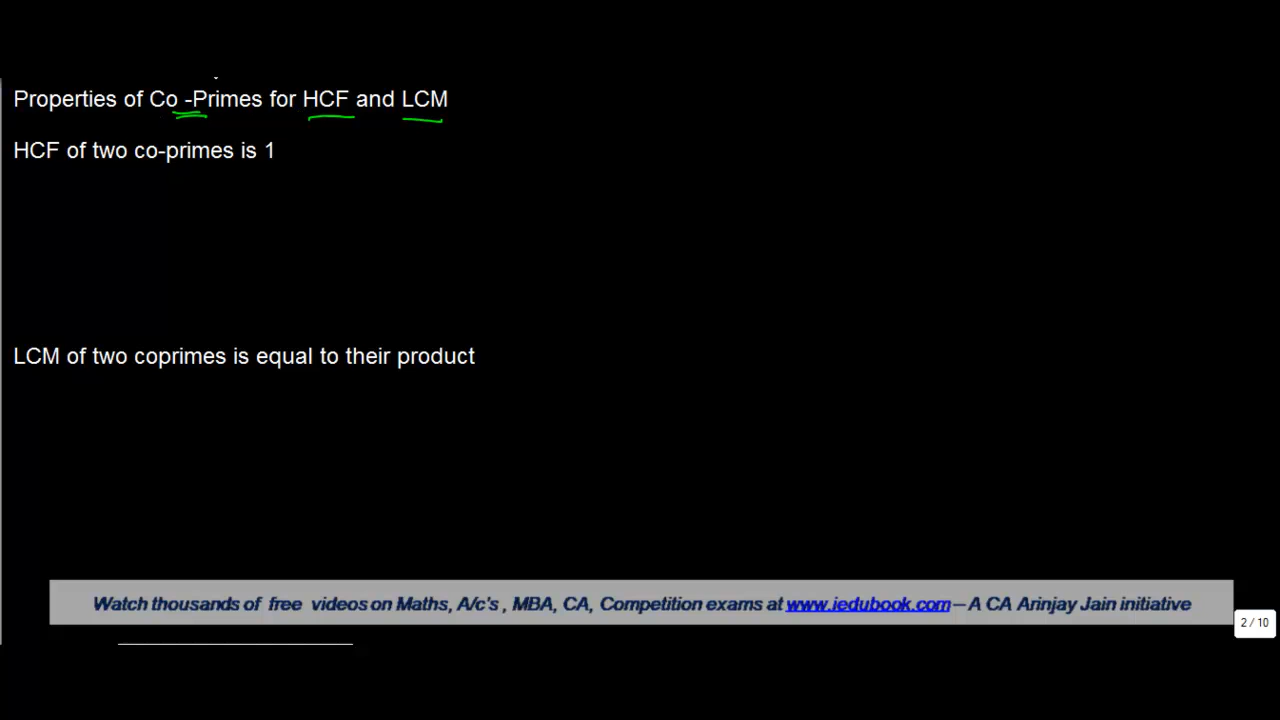 Properties of Co -Primes for HCF and LCM
HCF of two co-primes is 1
LCM of two coprimes is equal to their product
Watch thousands of free videos on Maths, A/c's , MBA, CA, Competition exams at www.iedubook.com – A CA Arinjay Jain initiative
2 / 10